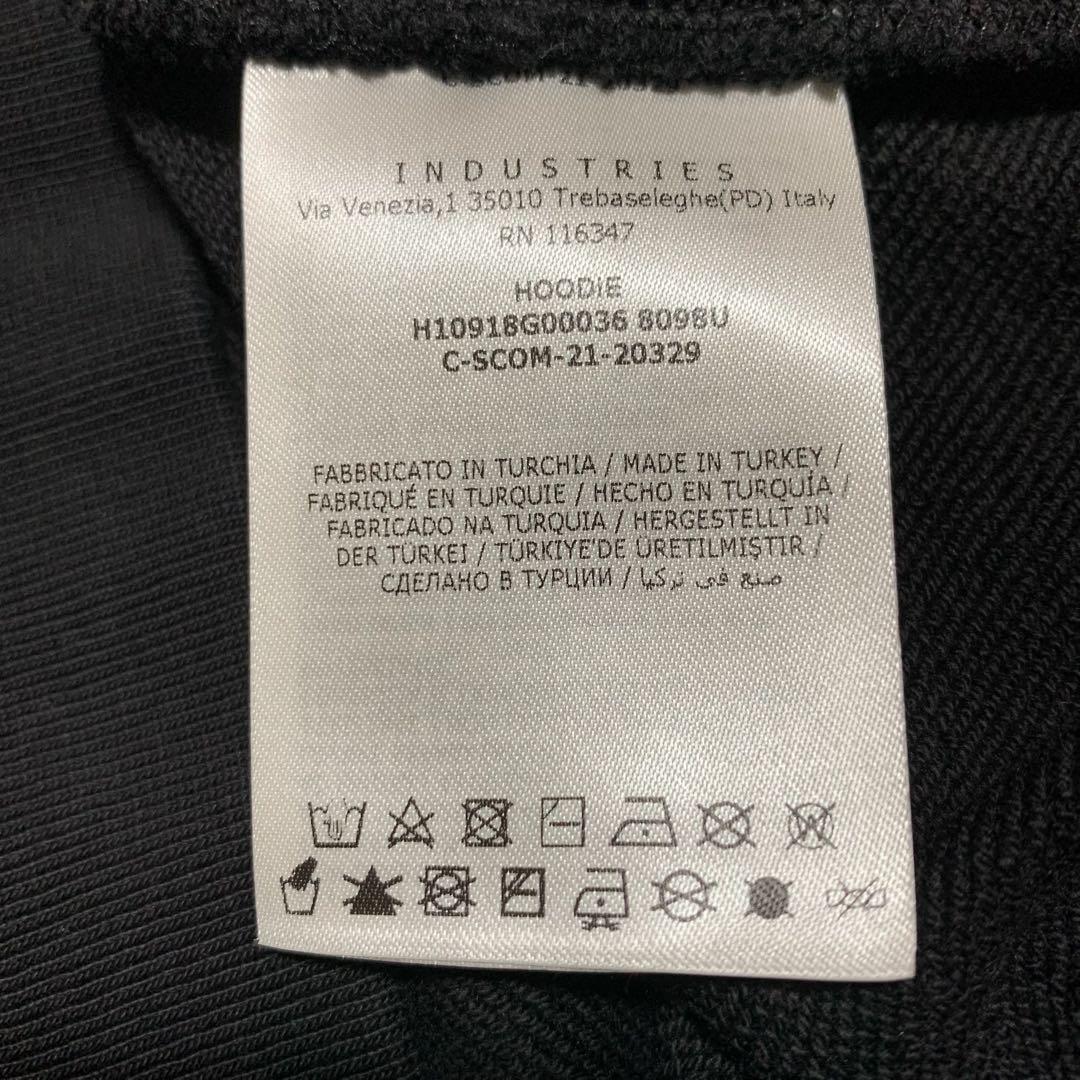 INDUSTRIES
Via Venezia,1 35010 Trebaseleghe(PD) Italy
RN 116347
HOODIE
H10918G00036 8098U
C-SCOM-21-20329
FABBRICATO IN TURCHIA / MADE IN TURKEY /
FABRIQUÉ EN TURQUIE / HECHO EN TURQUÍA /
FABRICADO NA TURQUIA / HERGESTELLT IN
DER TÜRKEI / TÜRKIYE'DE ÜRETILMIŞTIR /
СДЕЛАНО В ТУРЦИИ / صنع في تركيا